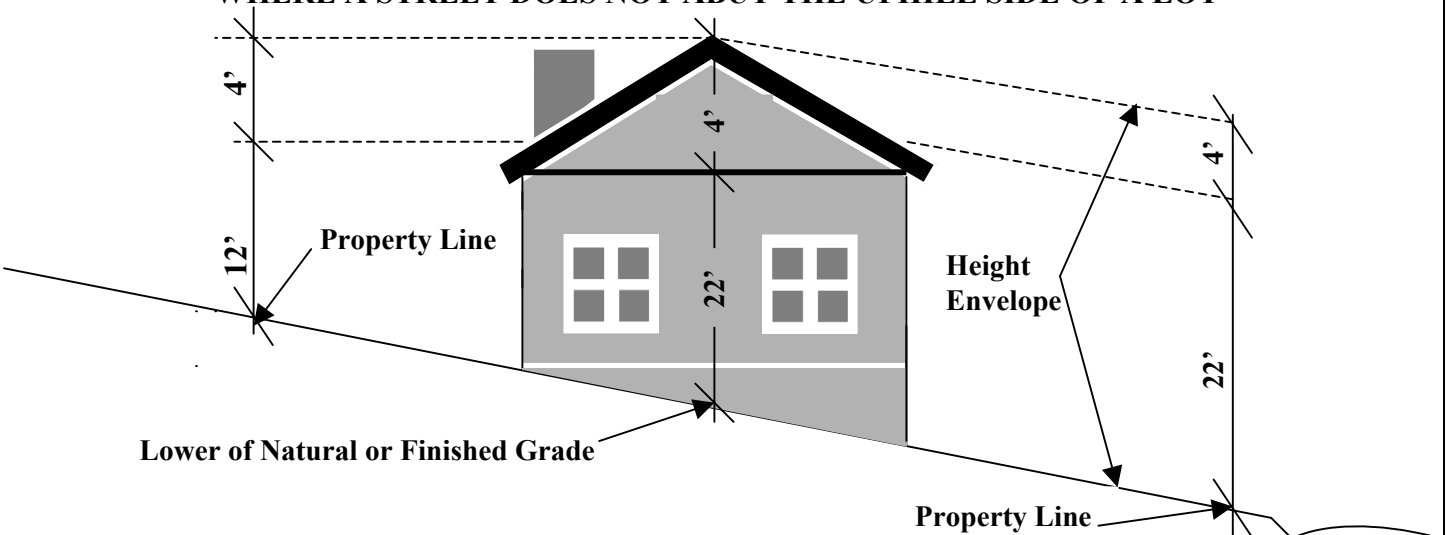 WHERE A STREET DOES NOT ABUT THE UPHILL SIDE OF A LOT
4’
4’
4’
12’
Property Line
22’
Height
Envelope
22’
Lower of Natural or Finished Grade
Property Line